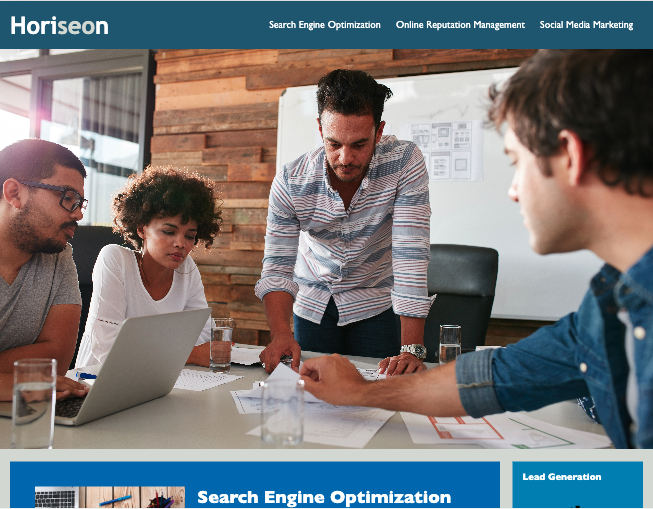 Horiseon
Search Engine Optimization Online Reputation Management Social Media Marketing
Search Engine Optimization
Lead Generation